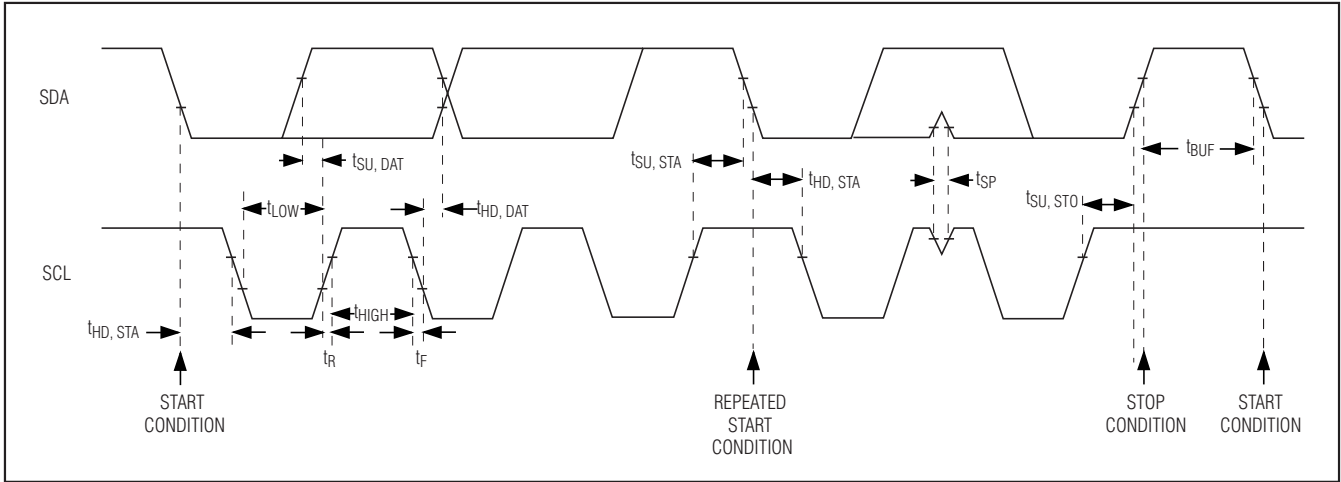 SDA
tSU, DAT
tSU, STA
tHD, STA
tSP
tBUF
tSU, STO
tLOW
tHD, DAT
SCL
tHIGH
tHD, STA
tR
tF
START
CONDITION
REPEATED
START
CONDITION
STOP
CONDITION
START
CONDITION